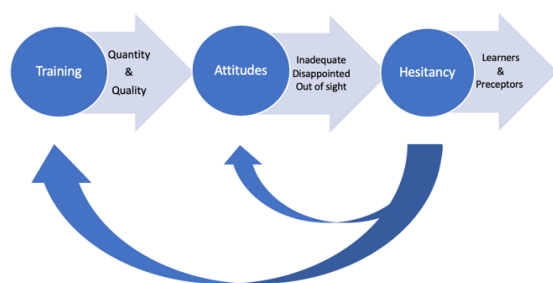 Training
Quantity
&
Quality
Attitudes
Inadequate
Disappointed
Out of sight
Hesitancy
Learners
&
Preceptors